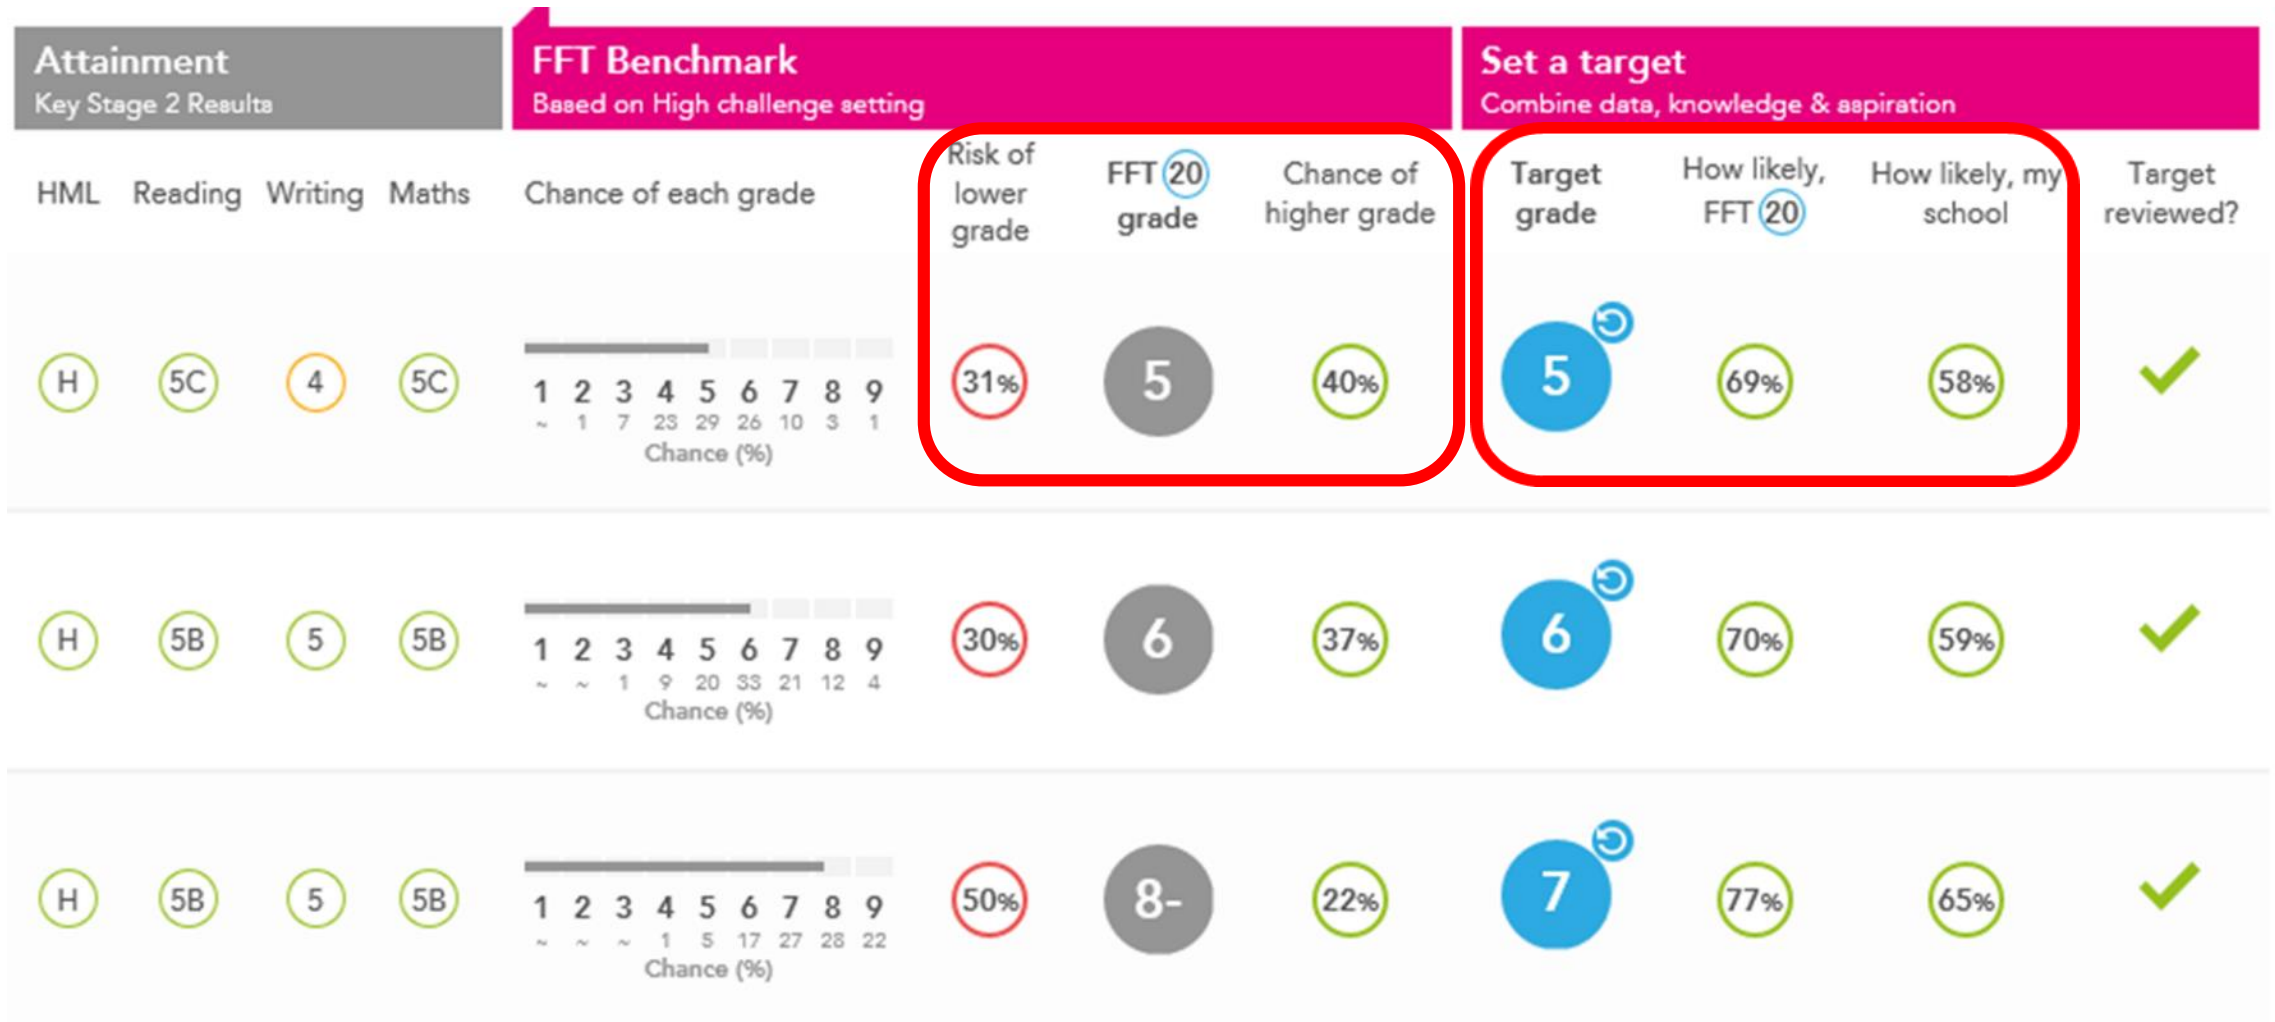 Attainment
Key Stage 2 Results
FFT Benchmark
Based on High challenge setting
Set a target
Combine data, knowledge & aspiration
HML Reading Writing Maths Chance of each grade
Risk of
lower
grade
FFT 20
grade
Chance of
higher grade
Target
grade
How likely,
FFT 20
How likely, my
school
Target
reviewed?
H 5C 4 5C
1 2 3 4 5 6 7 8 9
~ 1 7 23 29 26 10 3 1
Chance (%)
31% 5 40% 5 69% 58%
H 5B 5 5B
1 2 3 4 5 6 7 8 9
~ ~ 1 9 20 33 21 12 4
Chance (%)
30% 6 37% 6 70% 59%
H 5B 5 5B
1 2 3 4 5 6 7 8 9
~ ~ ~ 1 5 17 27 28 22
Chance (%)
50% 8- 22% 7 77% 65%